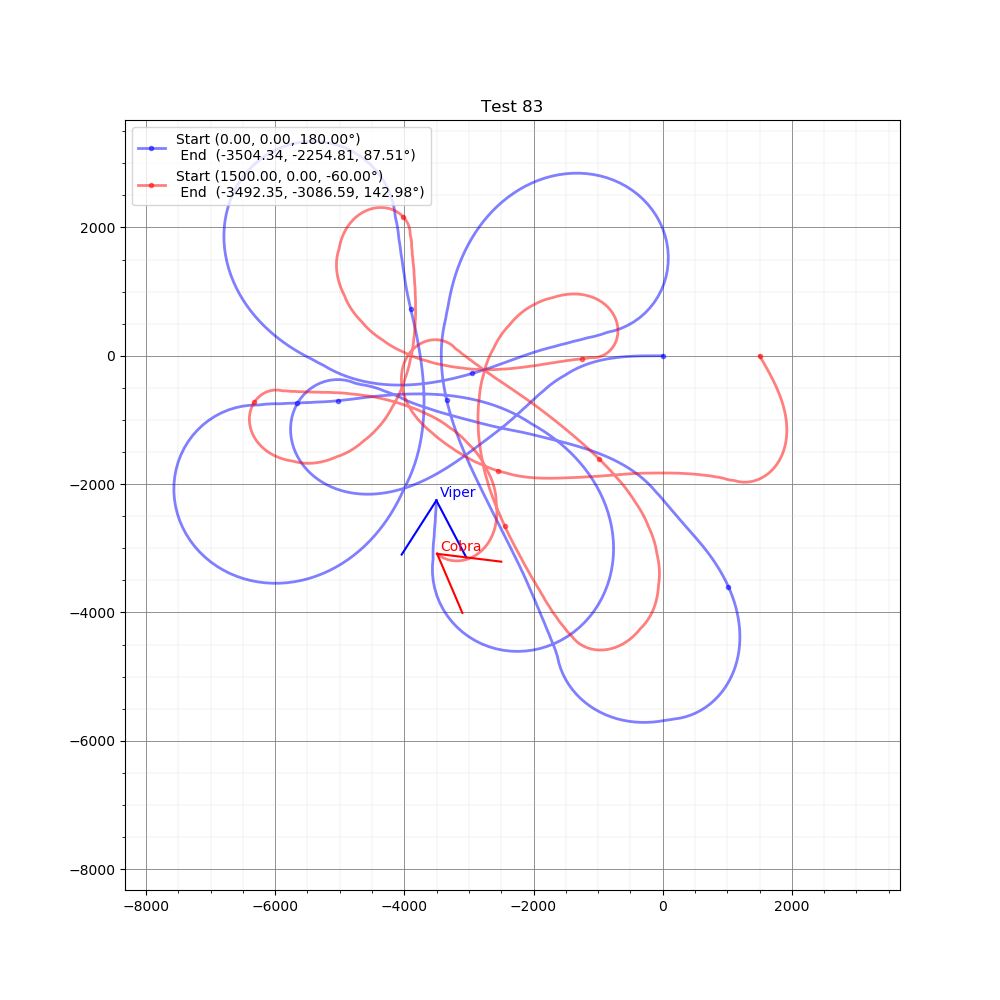 Test 83
Start (0.00, 0.00, 180.00°)
End (-3504.34, -2254.81, 87.51°)
Start (1500.00, 0.00, -60.00°)
End (-3492.35, -3086.59, 142.98°)
2000
0
−2000
−4000
−6000
−8000
Viper
Cobra
−8000 −6000 −4000 −2000 0 2000